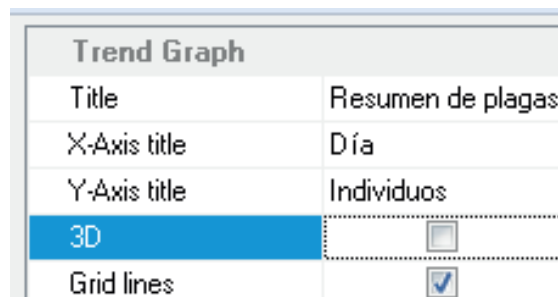 Trend Graph
Title Resumen de plagas
X-Axis title Día
Y-Axis title Individuos
3D
Grid lines